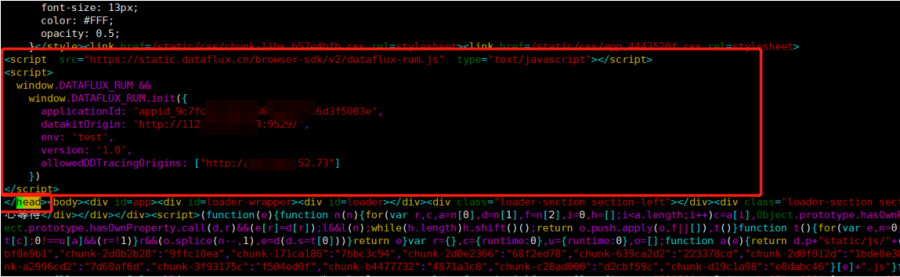 font-size: 13px;
color: #FFF;
opacity: 0.5;
}</style><link href=/static/css/chunk-libs.b57e4bfb.css rel=stylesheet><link href=/static/css/app.4443520f.css rel=stylesheet>
<script  src="https://static.dataflux.cn/browser-sdk/v2/dataflux-rum.js"  type="text/javascript"></script>
<script>
window.DATAFLUX_RUM &&
window.DATAFLUX_RUM.init({
applicationId: 'appid_9c7fc 6d3f5083e',
datakitOrigin: 'http://112 3:9529/',
env: 'test',
version: '1.0',
allowedDDTracingOrigins: ["http:/ 52.73"]
})
</script>
</head><body><div id=app><div id=loader-wrapper><div id=loader></div><div class="loader-section section-left"></div><div class="loader-section sec
心等待</div></div></div><script>(function(e){function n(n){for(var r,c,a=n[0],d=n[1],f=n[2],i=0,h=[];i<a.length;i++)c=a[i],Object.prototype.hasOwnP
ect.prototype.hasOwnProperty.call(d,r)&&(e[r]=d[r]);l&&l(n);while(h.length)h.shift()();return o.push.apply(o,f||[]),t()}function t(){for(var e,n=0
t[c];0!==u[a]&&(r=!1)}r&&(o.splice(n--,1),e=d(d.s=t[0]))}return e}var r={},c={runtime:0},u={runtime:0},o=[];function a(e){return d.p+"static/js/"+
bf0e9b1","chunk-2d0b2b28":"9ffc10ea","chunk-171ca186":"7bbc3c94","chunk-2d0e2366":"68f2ed78","chunk-639ca2d2":"223378cd","chunk-2d0f012d":"1bde8e3
nk-a2996cd2":"7d60af6d","chunk-3f93175c":"f504ed0f","chunk-b4477732":"4871a3c8","chunk-c28ad000":"d2cbf59c","chunk-d19c1a98":"e8dabc46"}[e]+".js"}